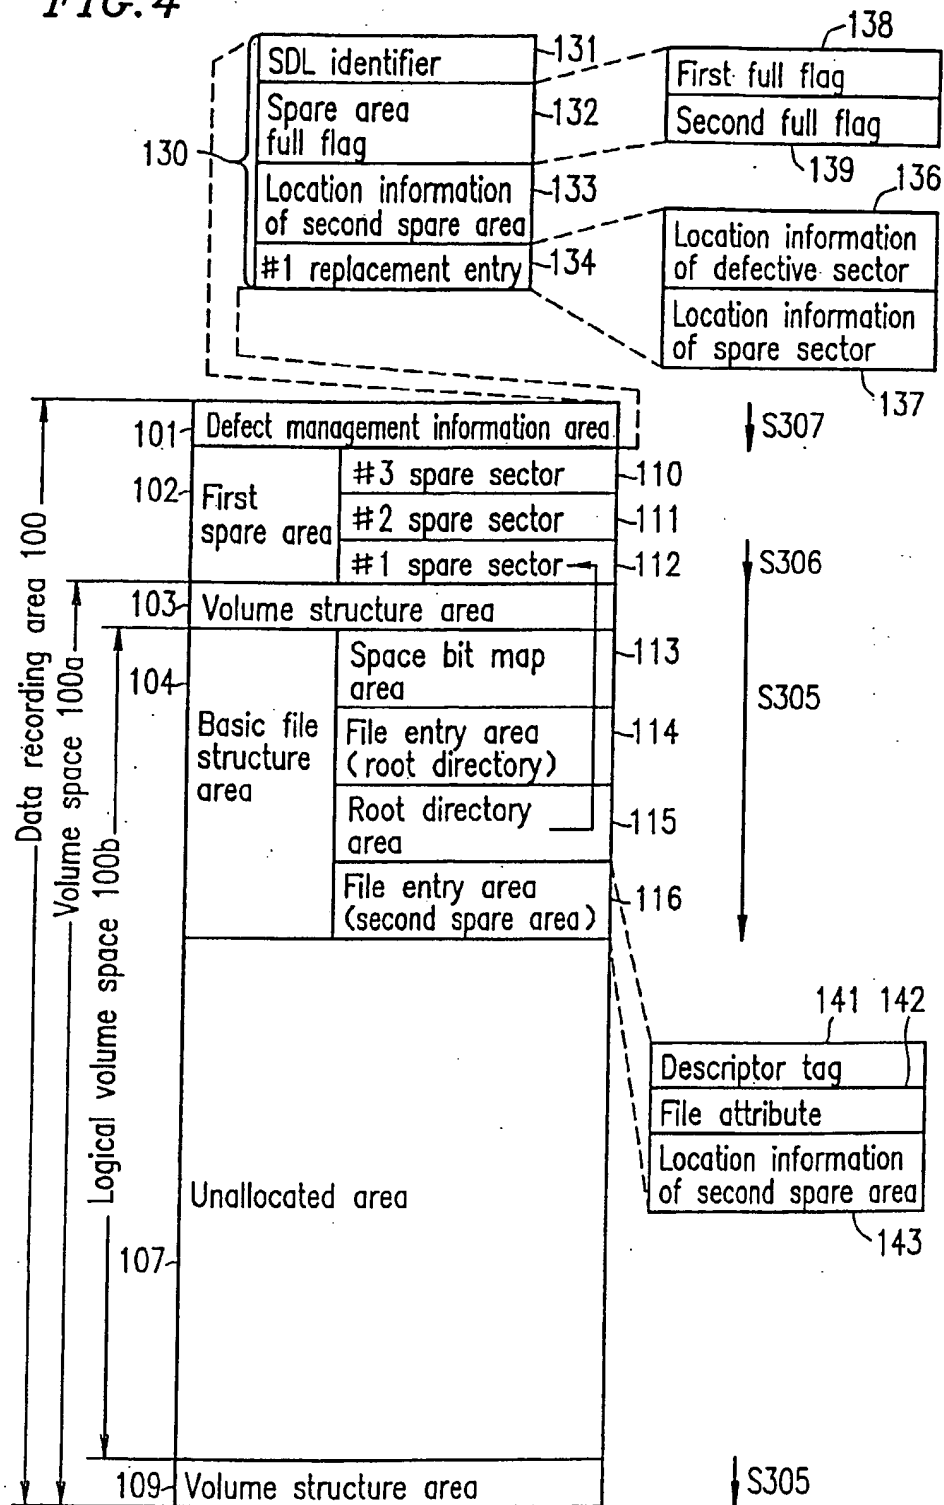 FIG. 4
138
131
SDL identifier
First full flag
Spare area
full flag
132
Second full flag
130
139
136
Location information
of second spare area
133
Location information
of defective sector
#1 replacement entry
134
Location information
of spare sector
137
101
Defect management information area
S307
102
First
spare area
#3 spare sector
110
#2 spare sector
111
#1 spare sector
112
S306
103
Volume structure area
104
Basic file
structure
area
Space bit map
area
113
S305
File entry area
(root directory)
114
Root directory
area
115
File entry area
(second spare area)
116
Data recording area 100
Volume space 100a
Logical volume space 100b
141 142
Descriptor tag
File attribute
Location information
of second spare area
143
Unallocated area
107
109
Volume structure area
S305